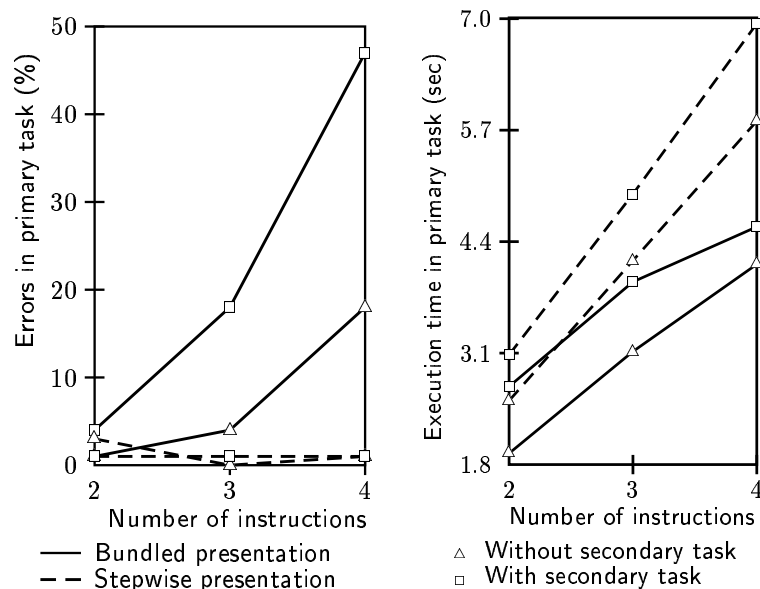 Errors in primary task (%)
50
40
30
20
10
0
2 3 4
Number of instructions
Execution time in primary task (sec)
7.0
5.7
4.4
3.1
1.8
2 3 4
Number of instructions
Bundled presentation
Stepwise presentation
Without secondary task
With secondary task